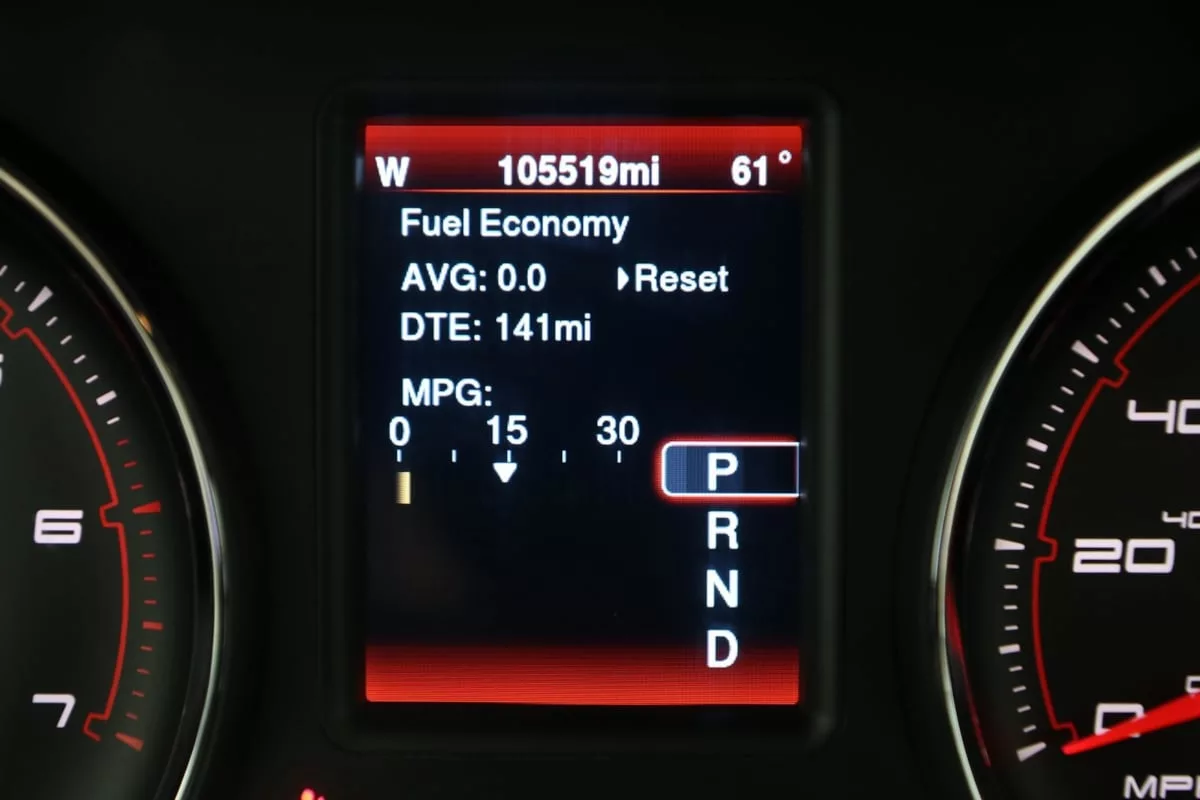 W 105519mi 61°
Fuel Economy
AVG: 0.0 Reset
DTE: 141mi
MPG:
0 15 30
P
R
N
D
6
7
40
40
20
0